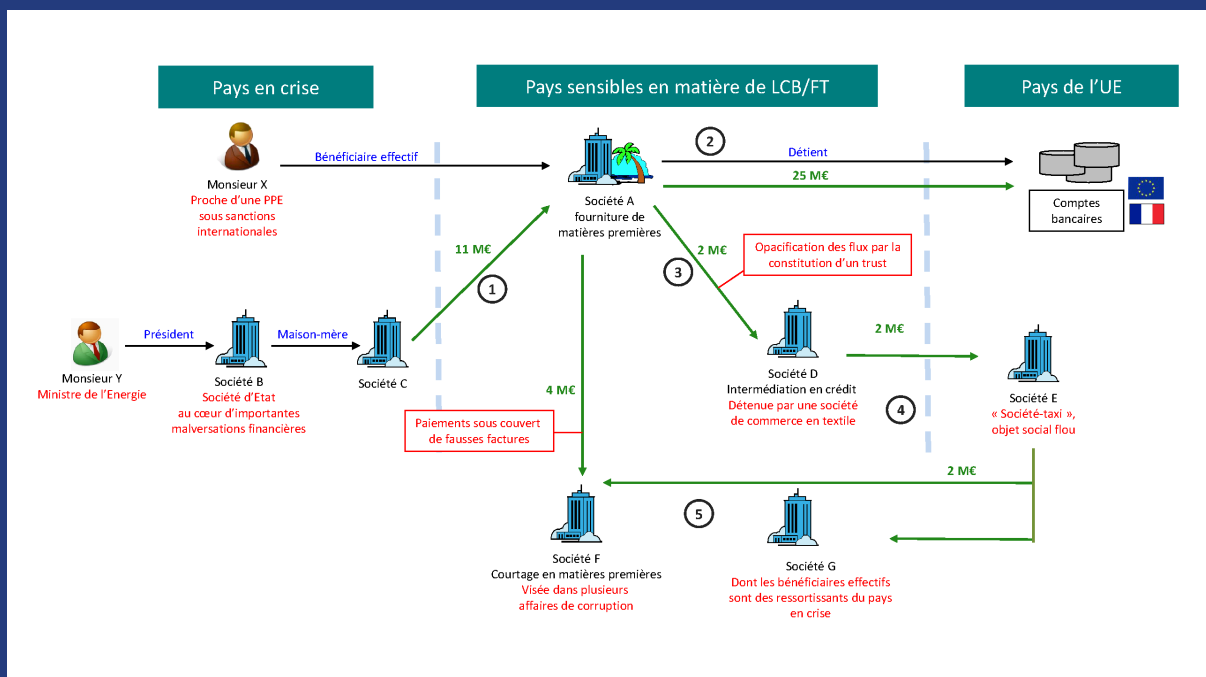 Pays en crise
Pays sensibles en matière de LCB/FT
Pays de l’UE
Bénéficiaire effectif
2
Détient
25 M€
Monsieur X
Proche d’une PPE
sous sanctions
internationales
Société A
fourniture de
matières premières
Comptes
bancaires
11 M€
1
2 M€
3
Opacification des flux par la
constitution d’un trust
Président
Maison-mère
2 M€
Monsieur Y
Ministre de l’Energie
Société B
Société d’Etat
au cœur d’importantes
malversations financières
Société C
4 M€
Société D
Intermédiation en crédit
Détenue par une société
de commerce en textile
4
Société E
« Société-taxi »,
objet social flou
Paiements sous couvert
de fausses factures
2 M€
5
Société F
Courtage en matières premières
Visée dans plusieurs
affaires de corruption
Société G
Dont les bénéficiaires effectifs
sont des ressortissants du pays
en crise